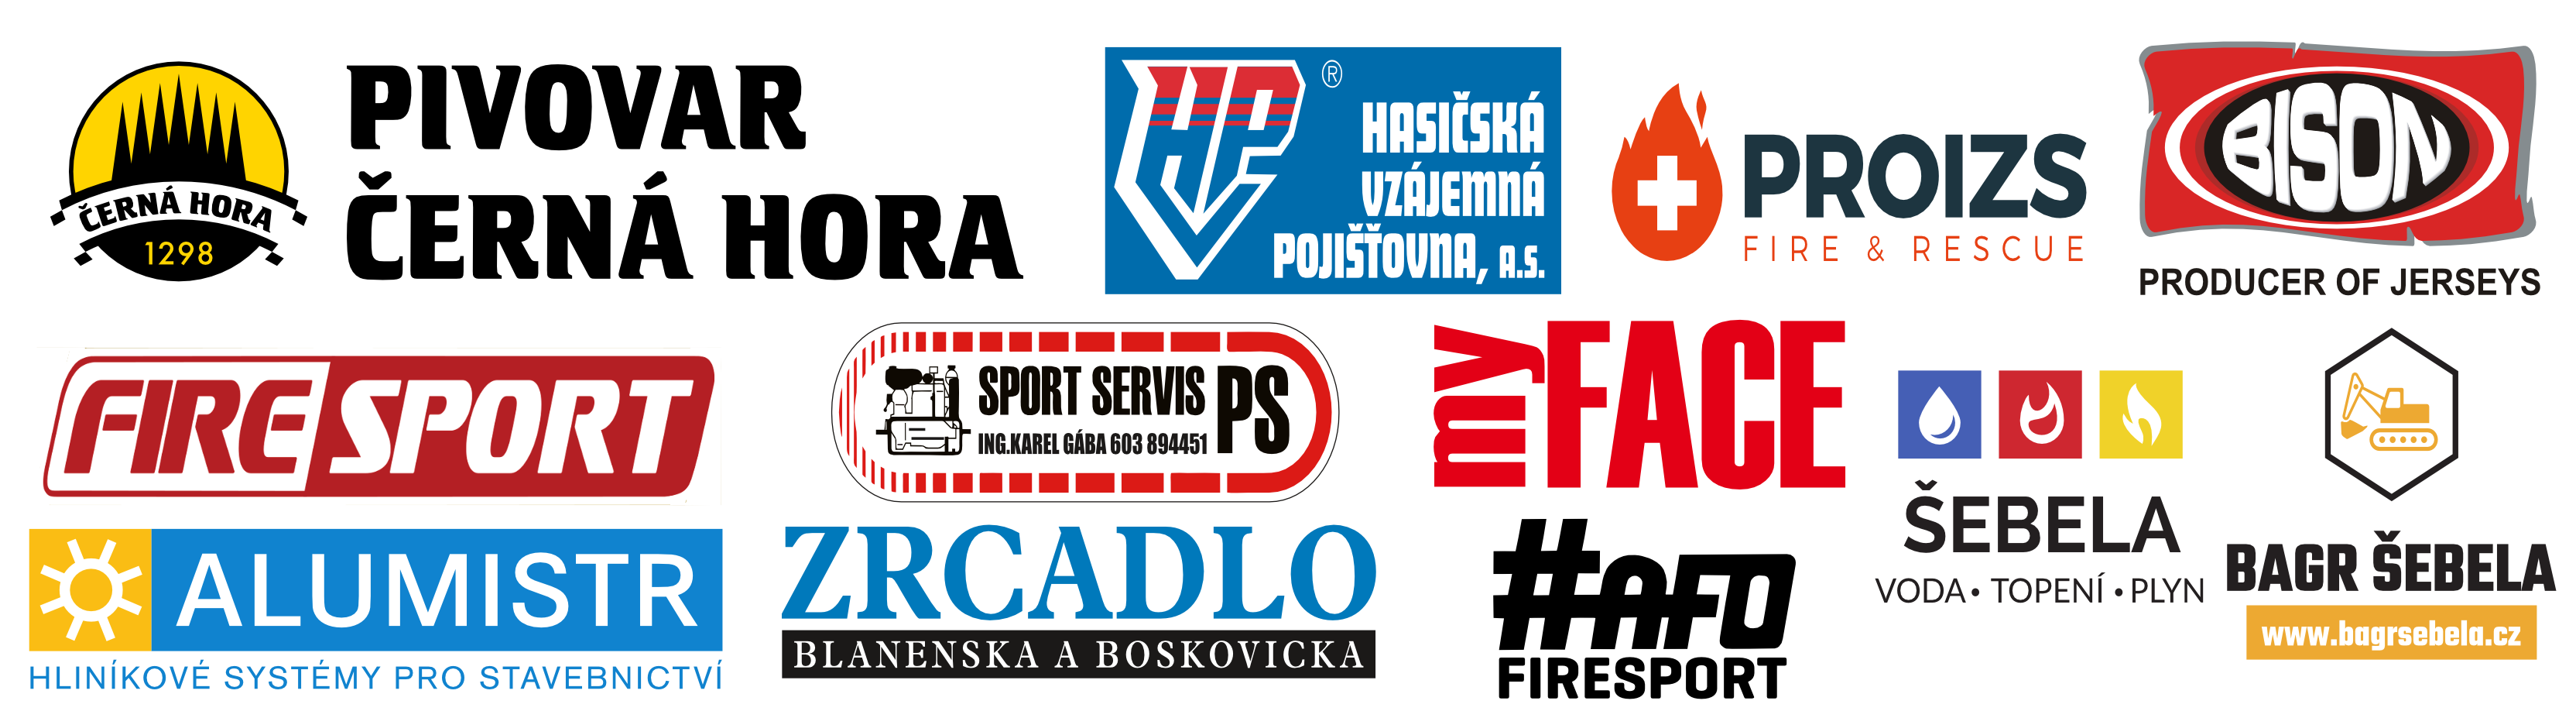 ČERNÁ HORA
1298
PIVOVAR
ČERNÁ HORA
HP
®
HASIČSKÁ
VZÁJEMNÁ
POJIŠŤOVNA, A.S.
PROIZS
FIRE & RESCUE
BISON
PRODUCER OF JERSEYS
FIRESPORT
SPORT SERVIS PS
ING.KAREL GÁBA 603 894451
myFACE
ŠEBELA
VODA • TOPENÍ • PLYN
BAGR ŠEBELA
www.bagrsebela.cz
ALUMISTR
HLINÍKOVÉ SYSTÉMY PRO STAVEBNICTVÍ
ZRCADLO
BLANENSKA A BOSKOVICKA
#AFO
FIRESPORT